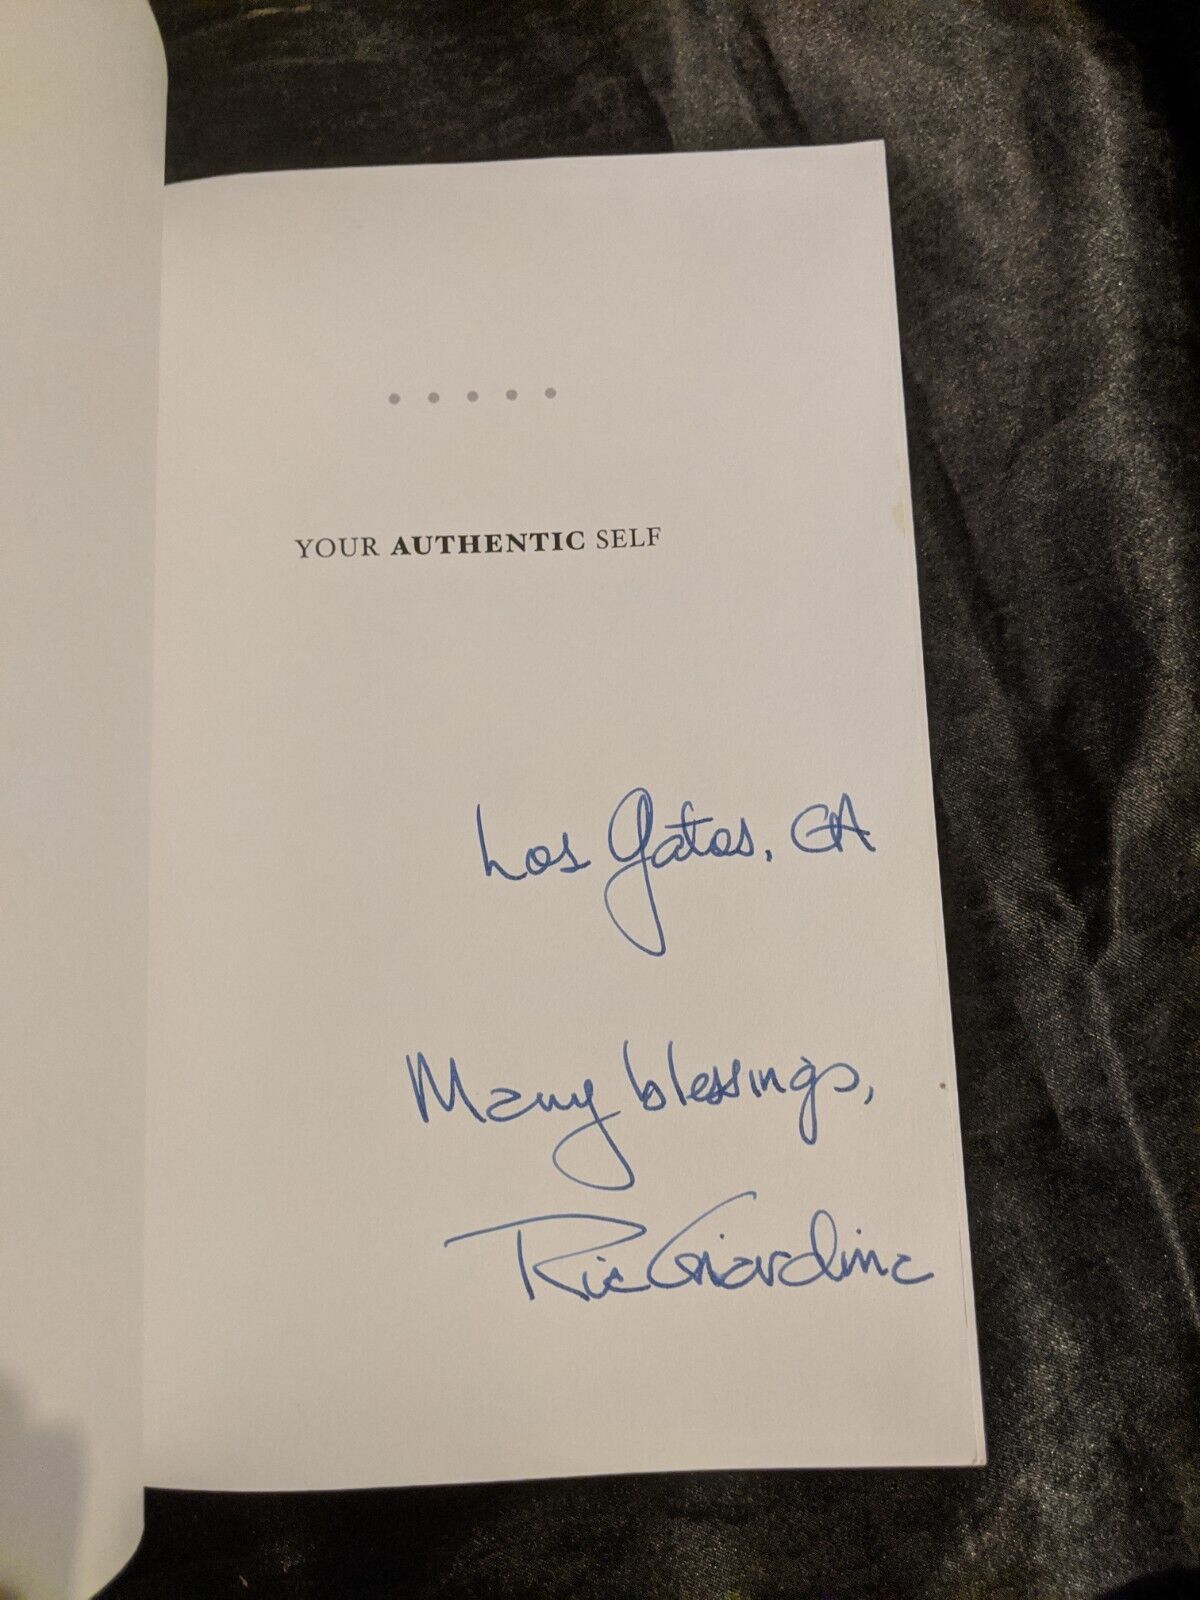 YOUR AUTHENTIC SELF
Los Gatos, CA
Many blessings,
Ric Giardina